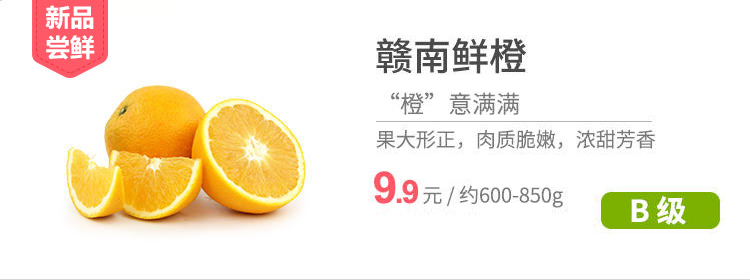 新品
尝鲜
赣南鲜橙
“橙”意满满
果大形正，肉质脆嫩，浓甜芳香
9.9元 / 约600-850g
B 级